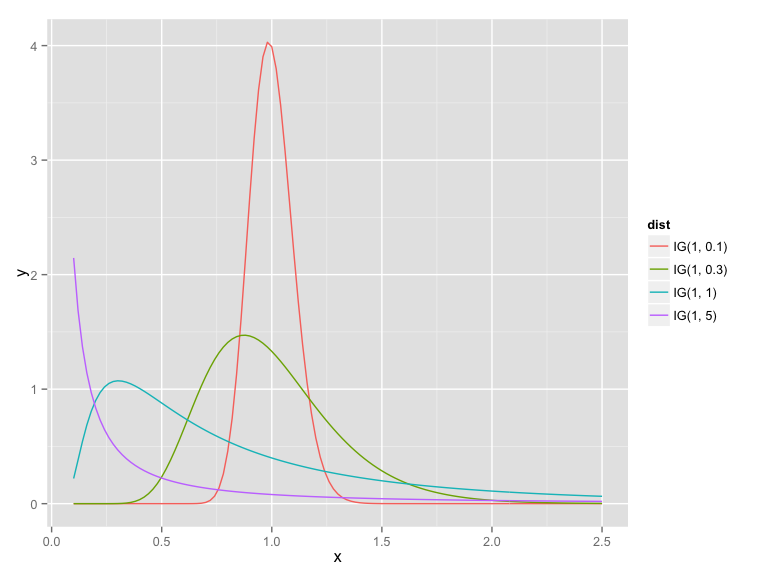 4
3
2
1
0
y
0.0
0.5
1.0
1.5
2.0
2.5
x
dist
IG(1, 0.1)
IG(1, 0.3)
IG(1, 1)
IG(1, 5)